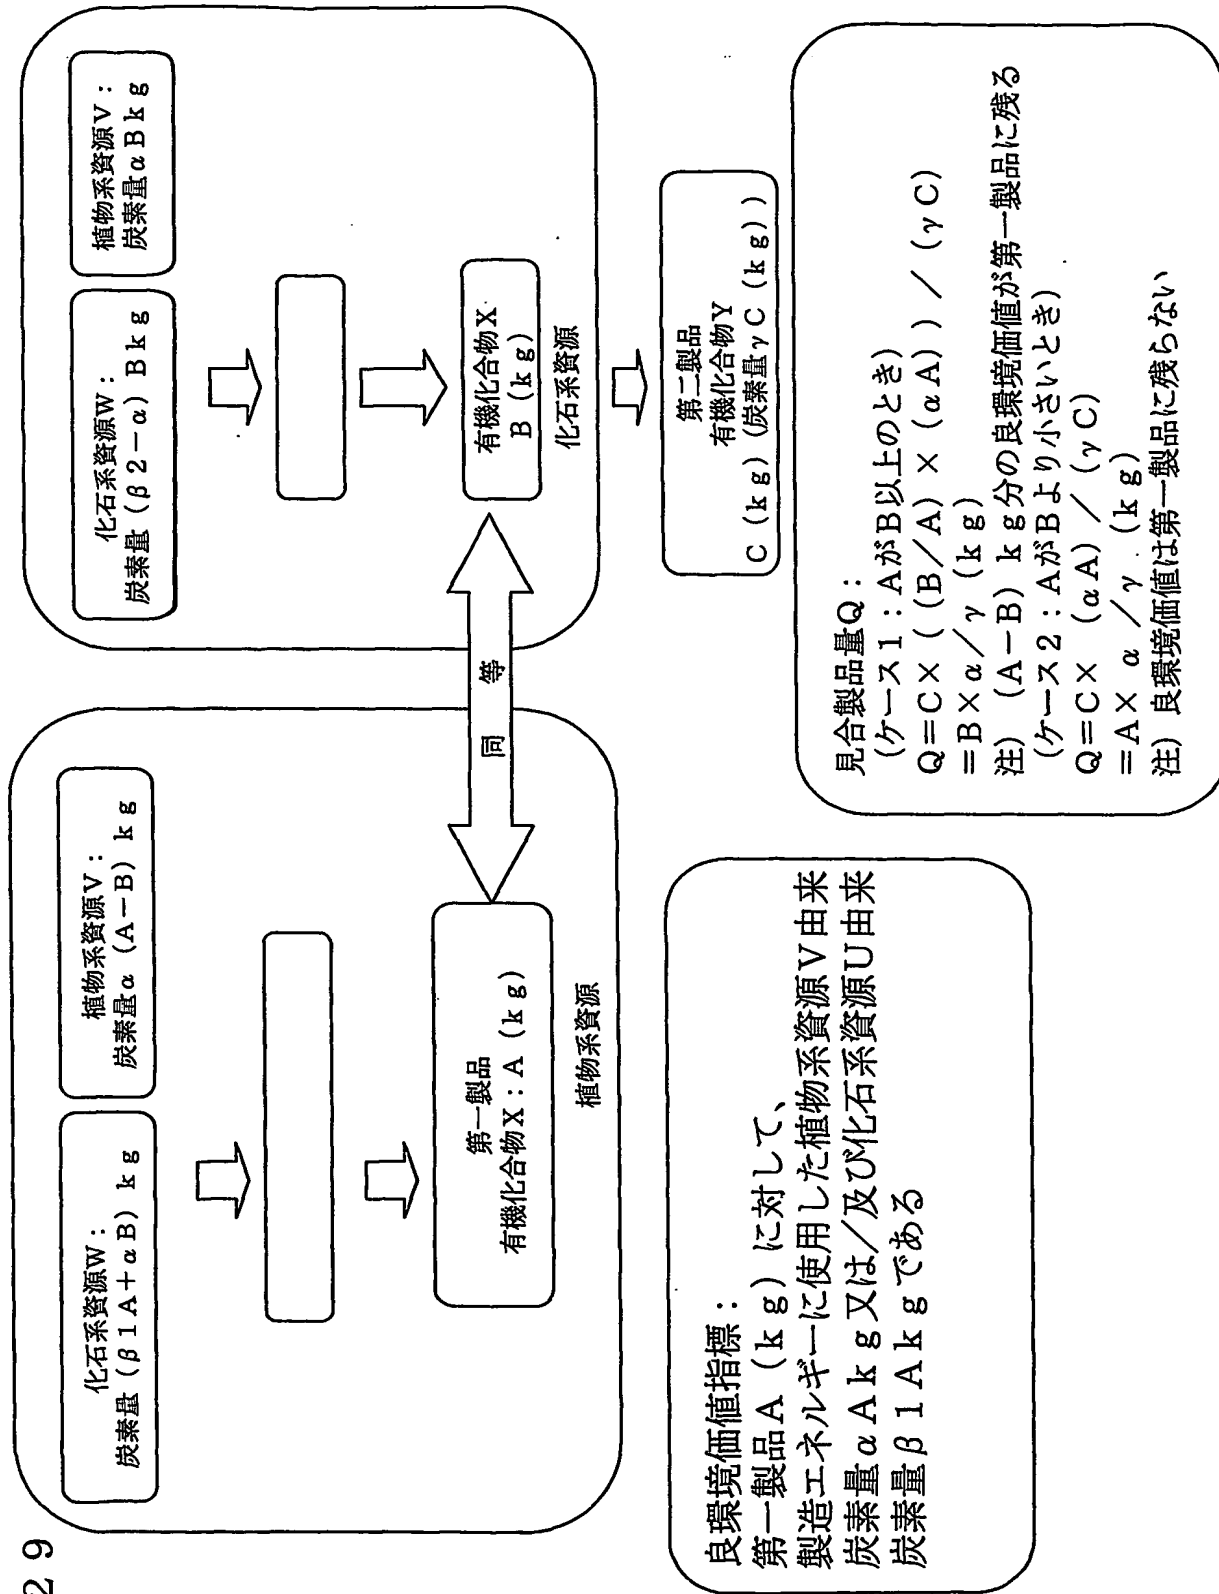 29
化石系資源W:
炭素量(β1A+αB)kg
植物系資源V:
炭素量α(A-B)kg
第一製品
有機化合物X:A(kg)
植物系資源
同 等
化石系資源W:
炭素量(β2-α)Bkg
植物系資源V:
炭素量αBkg
有機化合物X
B(kg)
化石系資源
第二製品
有機化合物Y
C(kg)(炭素量γC(kg))
良環境価値指標:
第一製品A(kg)に対して、
製造エネルギーに使用した植物系資源V由来
炭素量αAkg又は/及び化石系資源U由来
炭素量β1Akgである
見合製品量Q:
(ケース1:AがB以上のとき)
Q=C×((B/A)×(αA))/(γC)
=B×α/γ(kg)
注)(A-B)kg分の良環境価値が第一製品に残る
(ケース2:AがBより小さいとき)
Q=C×(αA)/(γC)
=A×α/γ(kg)
注)良環境価値は第一製品に残らない